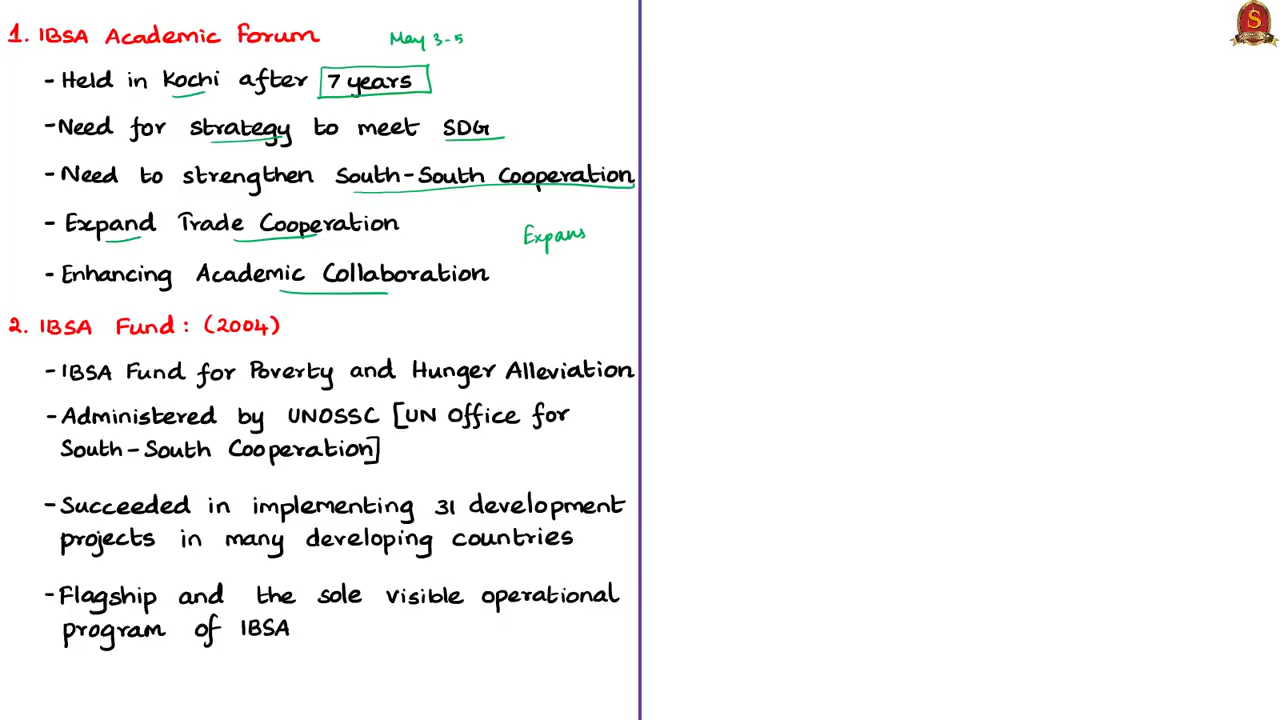 1. IBSA Academic Forum
May 3-5
- Held in Kochi after 7 years
- Need for strategy to meet SDG
- Need to strengthen South-South Cooperation
- Expand Trade Cooperation
Expans
- Enhancing Academic Collaboration
2. IBSA Fund: (2004)
- IBSA Fund for Poverty and Hunger Alleviation
- Administered by UNOSSC [UN Office for
South-South Cooperation]
- Succeeded in implementing 31 development
projects in many developing countries
- Flagship and the sole visible operational
program of IBSA
S